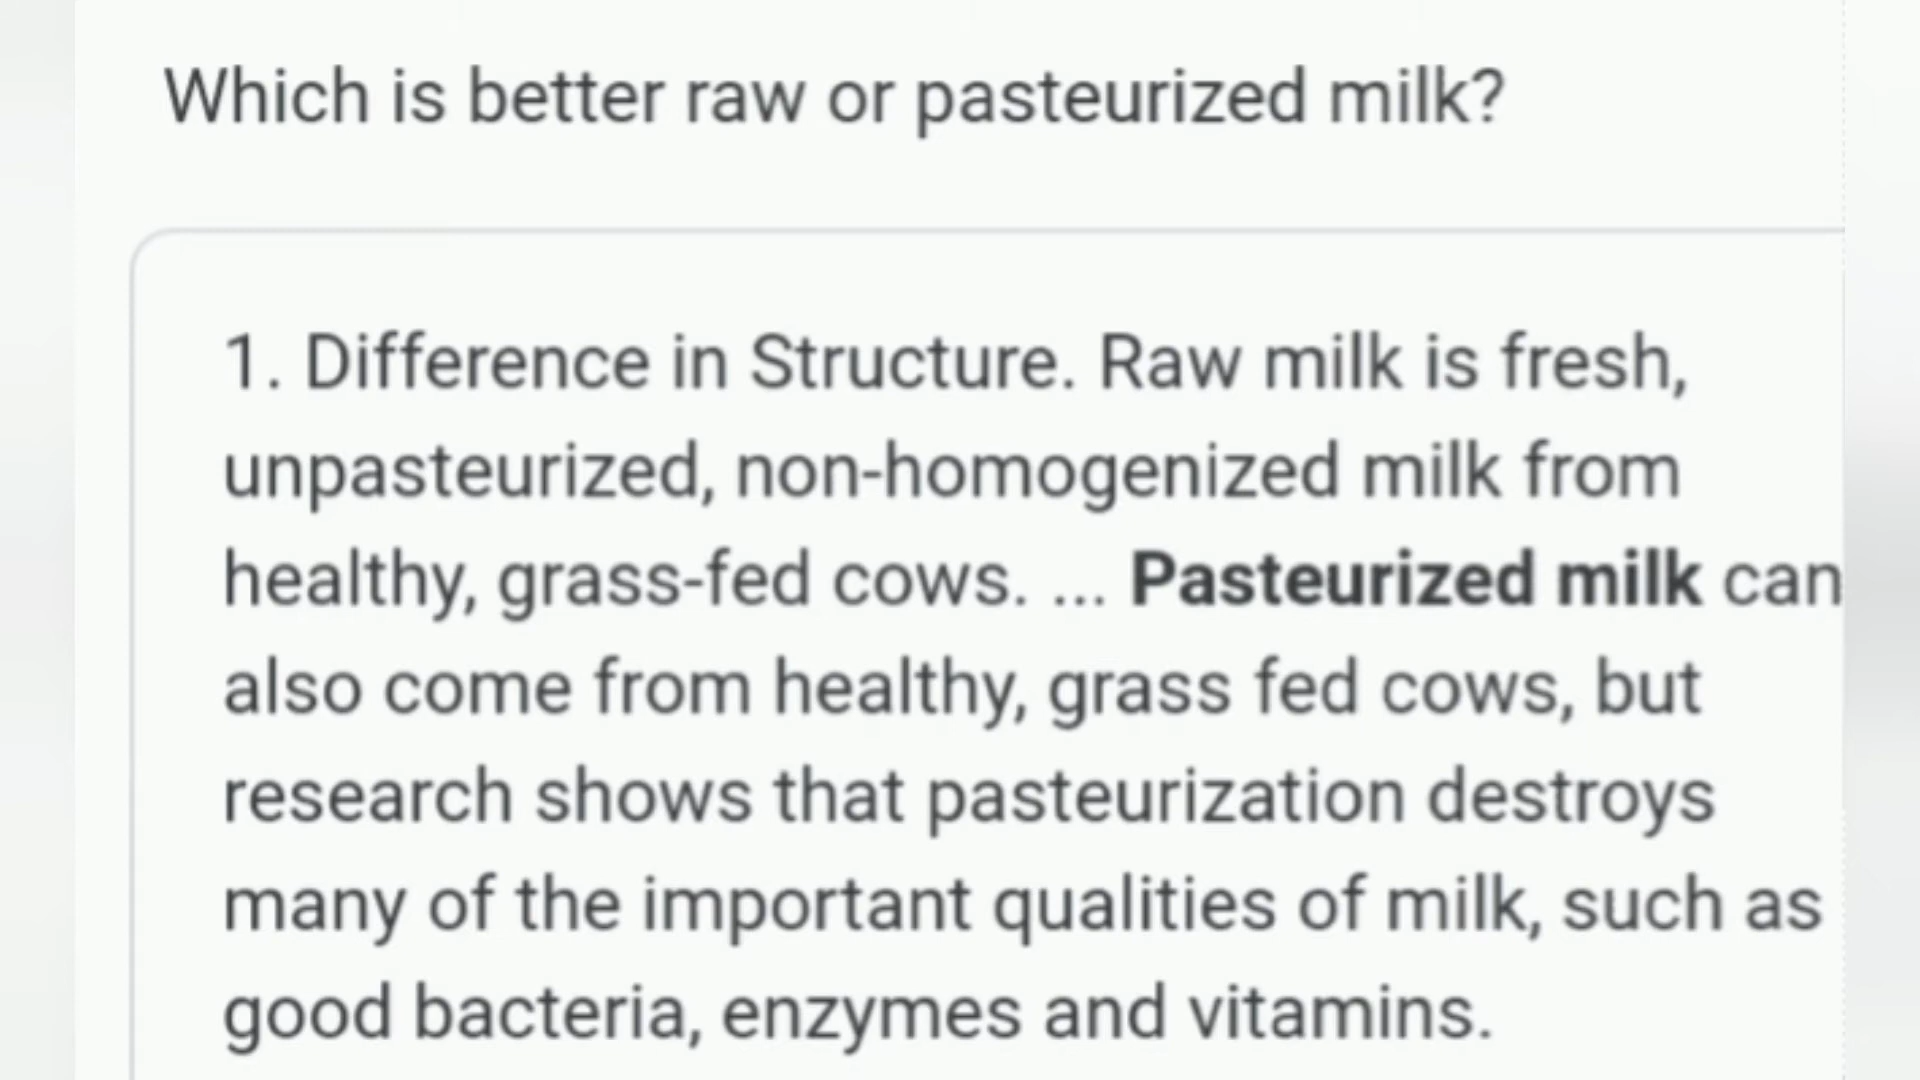 Which is better raw or pasteurized milk?
1. Difference in Structure. Raw milk is fresh,
unpasteurized, non-homogenized milk from
healthy, grass-fed cows. ... Pasteurized milk can
also come from healthy, grass fed cows, but
research shows that pasteurization destroys
many of the important qualities of milk, such as
good bacteria, enzymes and vitamins.